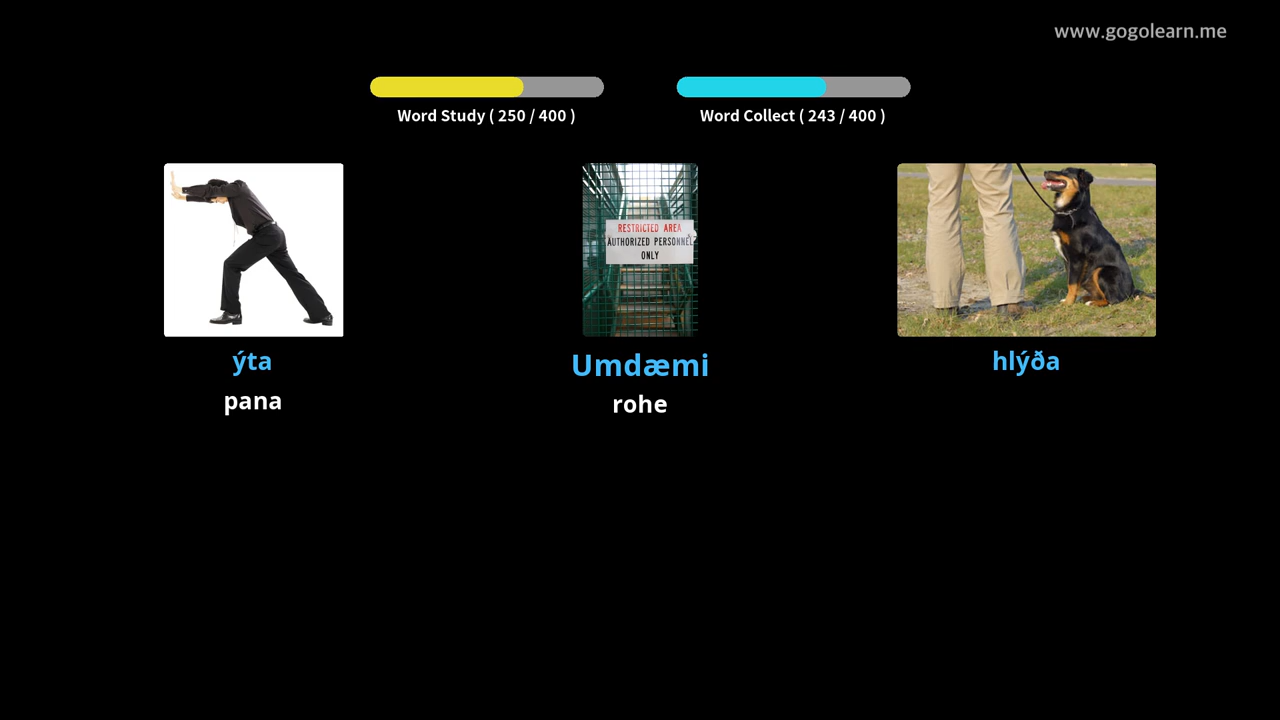 www.gogolearn.me
Word Study ( 250 / 400 )
Word Collect ( 243 / 400 )
RESTRICTED AREA
AUTHORIZED PERSONNEL
ONLY
ýta
Umdæmi
hlýða
pana
rohe